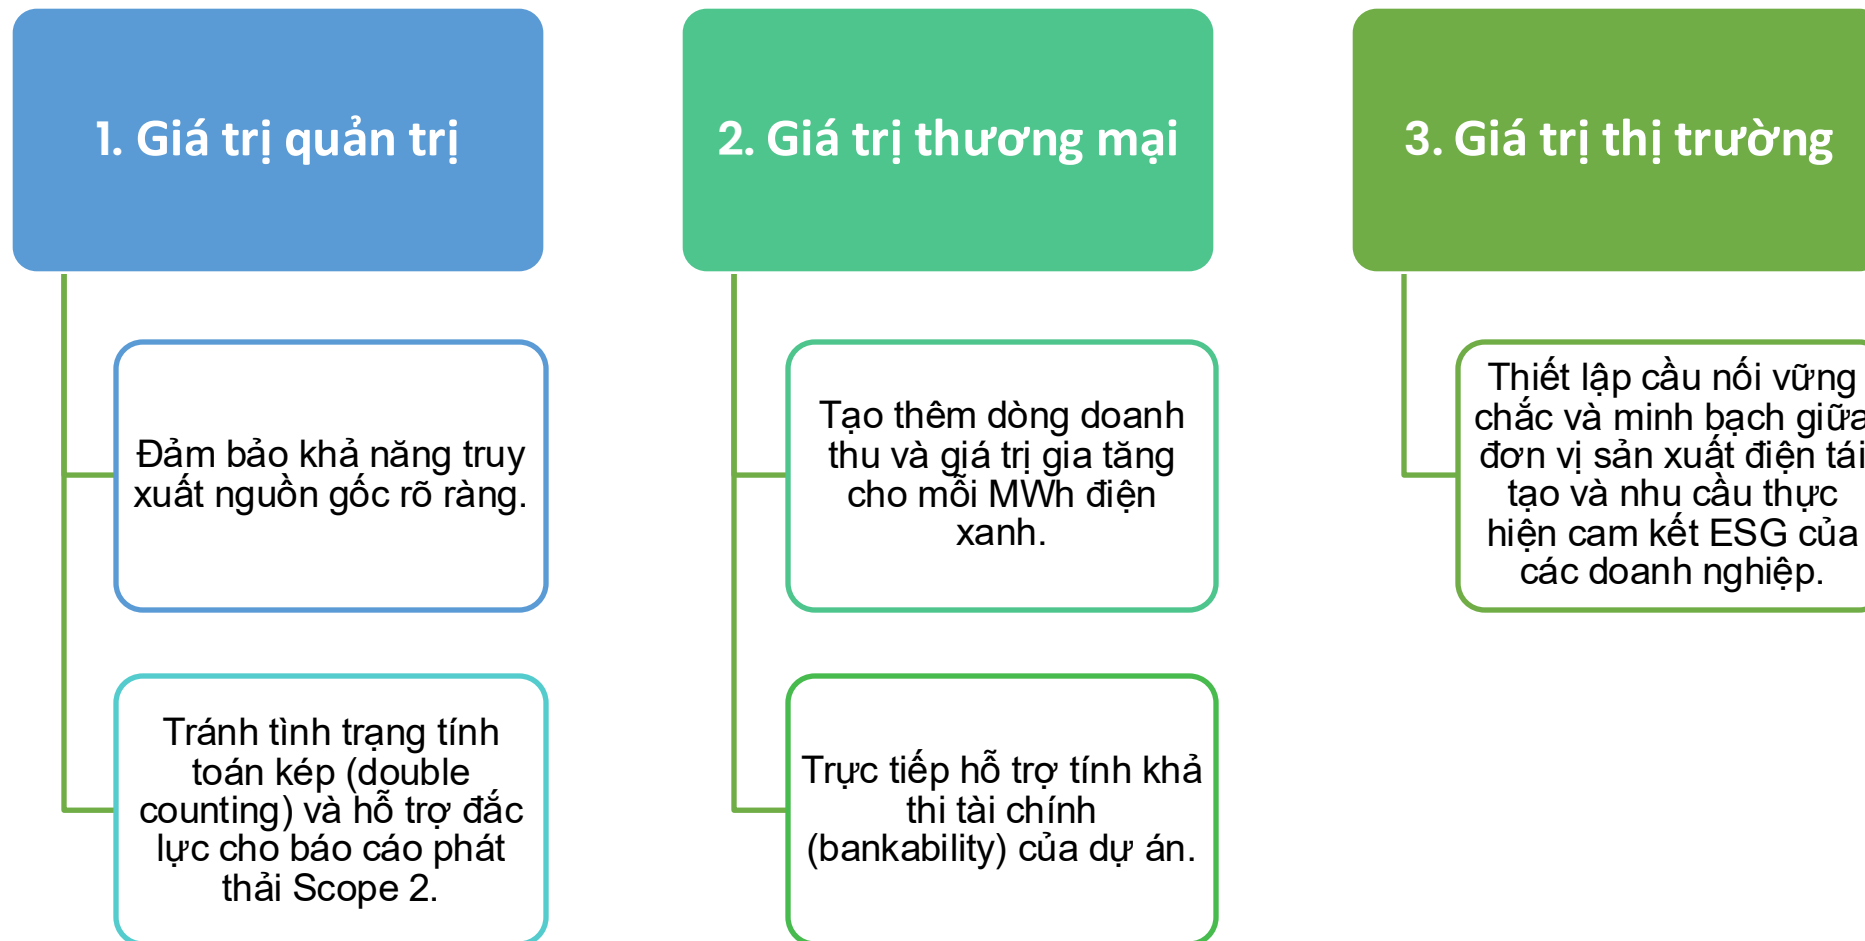 1. Giá trị quản trị
Đảm bảo khả năng truy
xuất nguồn gốc rõ ràng.
Tránh tình trạng tính
toán kép (double
counting) và hỗ trợ đắc
lực cho báo cáo phát
thải Scope 2.
2. Giá trị thương mại
Tạo thêm dòng doanh
thu và giá trị gia tăng
cho mỗi MWh điện
xanh.
Trực tiếp hỗ trợ tính khả
thi tài chính
(bankability) của dự án.
3. Giá trị thị trường
Thiết lập cầu nối vững
chắc và minh bạch giữa
đơn vị sản xuất điện tái
tạo và nhu cầu thực
hiện cam kết ESG của
các doanh nghiệp.